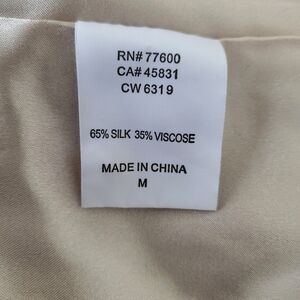 RN# 77600
CA# 45831
CW 6319
65% SILK 35% VISCOSE
MADE IN CHINA
M